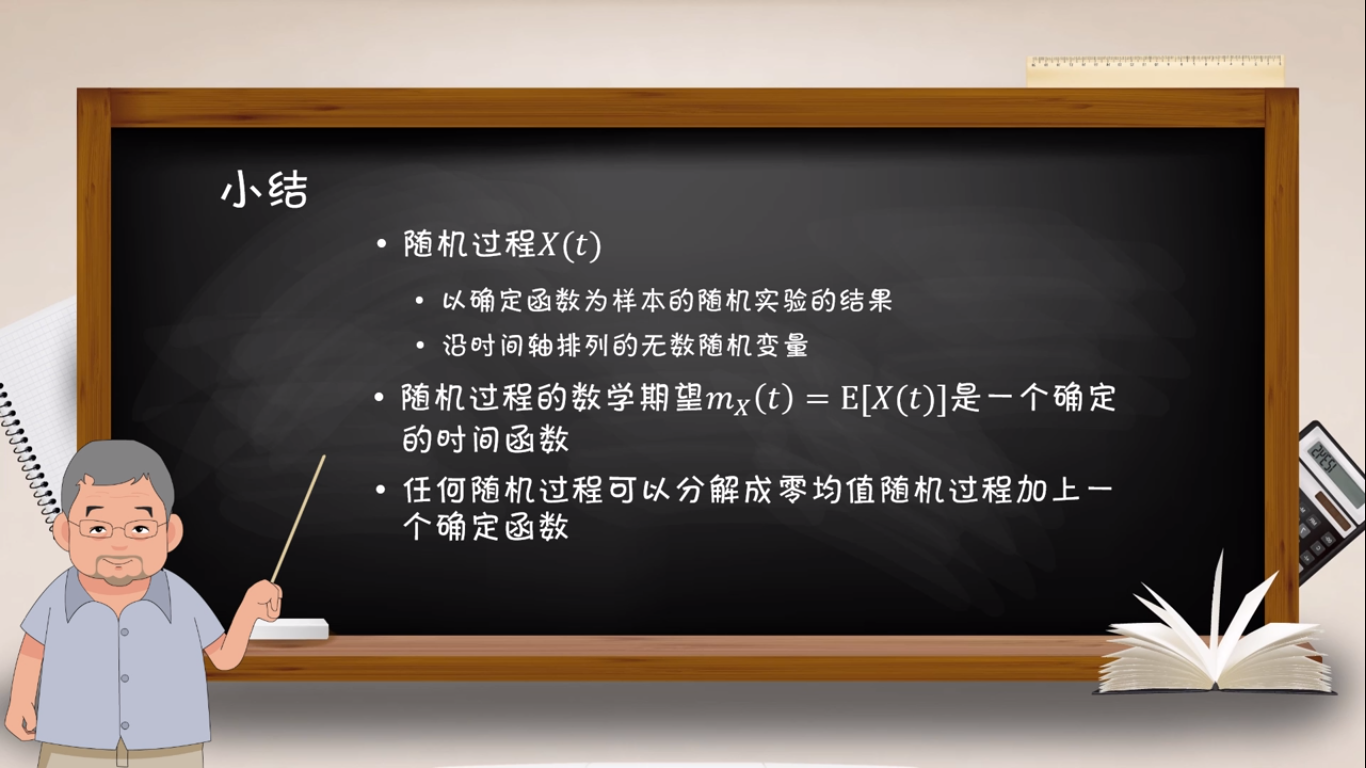 小结
• 随机过程X(t)
• 以确定函数为样本的随机实验的结果
• 沿时间轴排列的无数随机变量
• 随机过程的数学期望m_X(t) = E[X(t)]是一个确定
的时间函数
• 任何随机过程可以分解成零均值随机过程加上一
个确定函数